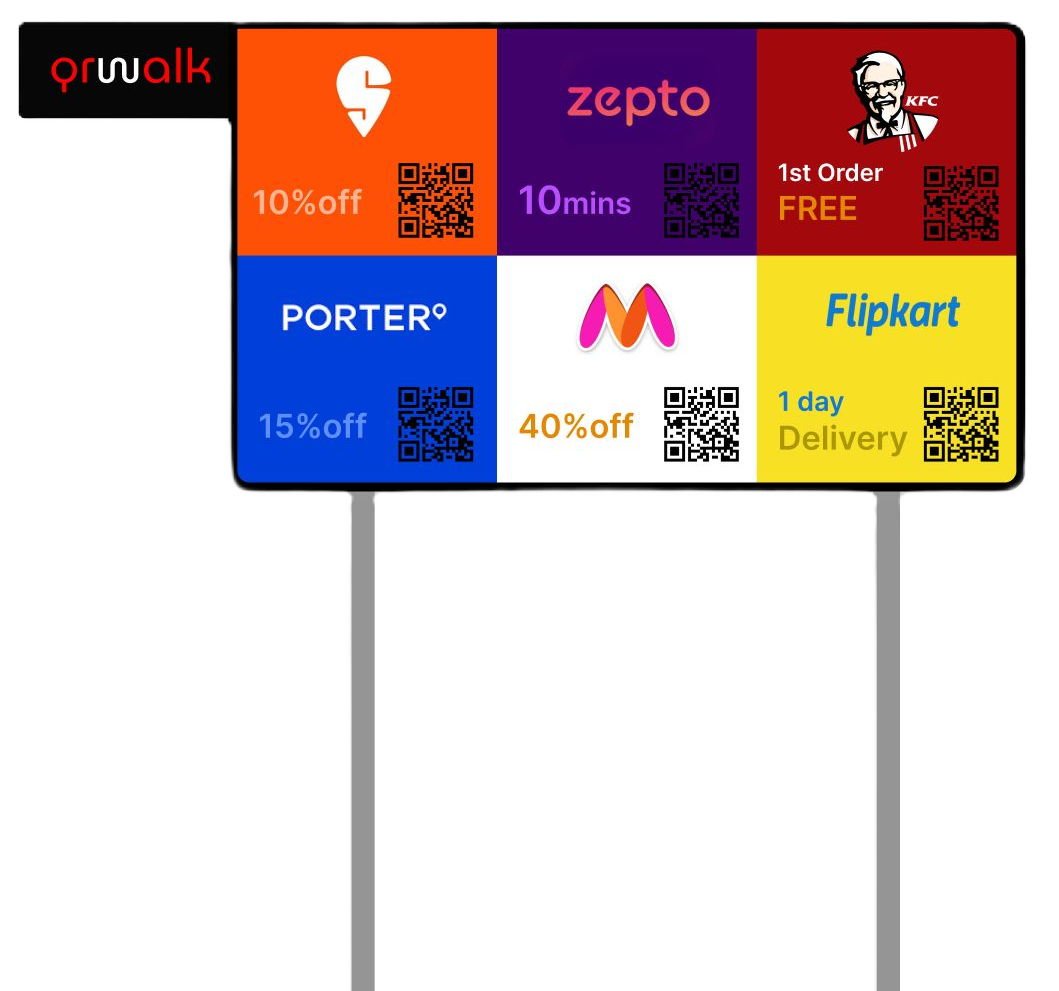 qrwalk
10%off
zepto
10mins
KFC
1st Order
FREE
PORTER
15%off
40%off
Flipkart
1 day
Delivery